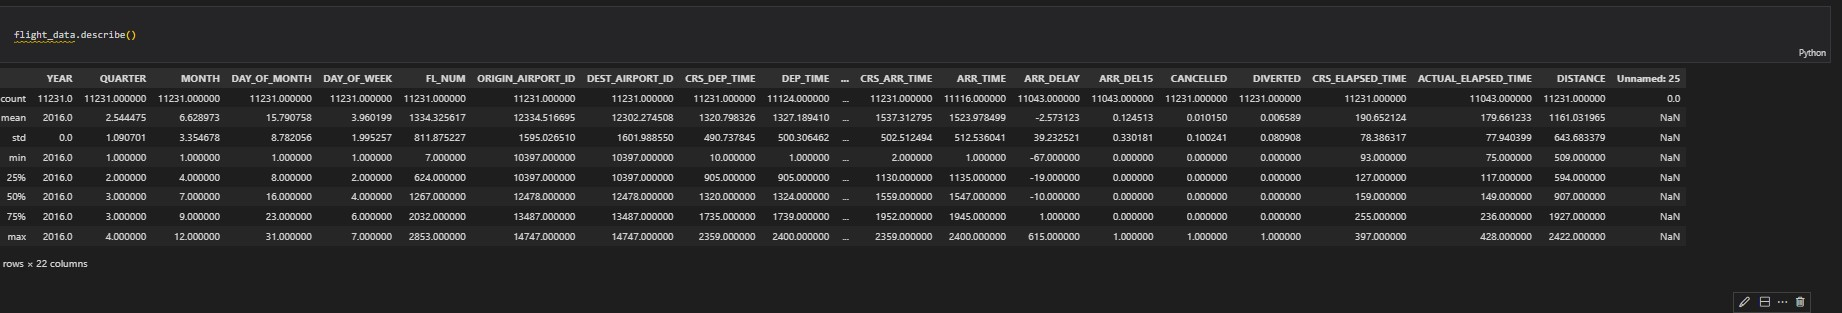 flight_data.describe()
Python
YEAR QUARTER MONTH DAY_OF_MONTH DAY_OF_WEEK FL_NUM ORIGIN_AIRPORT_ID DEST_AIRPORT_ID CRS_DEP_TIME DEP_TIME ... CRS_ARR_TIME ARR_TIME ARR_DELAY ARR_DEL15 CANCELLED DIVERTED CRS_ELAPSED_TIME ACTUAL_ELAPSED_TIME DISTANCE Unnamed: 25
count 11231.0 11231.000000 11231.000000 11231.000000 11231.000000 11231.000000 11231.000000 11231.000000 11231.000000 11124.000000 ... 11231.000000 11116.000000 11043.000000 11043.000000 11231.000000 11231.000000 11231.000000 11043.000000 11231.000000 0.0
mean 2016.0 2.544475 6.628973 15.790758 3.960199 1334.325617 12334.516695 12302.274508 1320.798326 1327.189410 ... 1537.312795 1523.978499 -2.573123 0.124513 0.010150 0.006589 190.652124 179.661233 1161.031965 NaN
std 0.0 1.090701 3.354678 8.782056 1.995257 811.875227 1595.026510 1601.988550 490.737845 500.306462 ... 502.512494 512.536041 39.232521 0.330181 0.100241 0.080908 78.386317 77.940399 643.683379 NaN
min 2016.0 1.000000 1.000000 1.000000 1.000000 7.000000 10397.000000 10397.000000 10.000000 1.000000 ... 2.000000 1.000000 -67.000000 0.000000 0.000000 0.000000 93.000000 75.000000 509.000000 NaN
25% 2016.0 2.000000 4.000000 8.000000 2.000000 624.000000 10397.000000 10397.000000 905.000000 905.000000 ... 1130.000000 1135.000000 -19.000000 0.000000 0.000000 0.000000 127.000000 117.000000 594.000000 NaN
50% 2016.0 3.000000 7.000000 16.000000 4.000000 1267.000000 12478.000000 12478.000000 1320.000000 1324.000000 ... 1559.000000 1547.000000 -10.000000 0.000000 0.000000 0.000000 159.000000 149.000000 907.000000 NaN
75% 2016.0 3.000000 9.000000 23.000000 6.000000 2032.000000 13487.000000 13487.000000 1735.000000 1739.000000 ... 1952.000000 1945.000000 1.000000 0.000000 0.000000 0.000000 255.000000 236.000000 1927.000000 NaN
max 2016.0 4.000000 12.000000 31.000000 7.000000 2853.000000 14747.000000 14747.000000 2359.000000 2400.000000 ... 2359.000000 2400.000000 615.000000 1.000000 1.000000 1.000000 397.000000 428.000000 2422.000000 NaN
rows × 22 columns